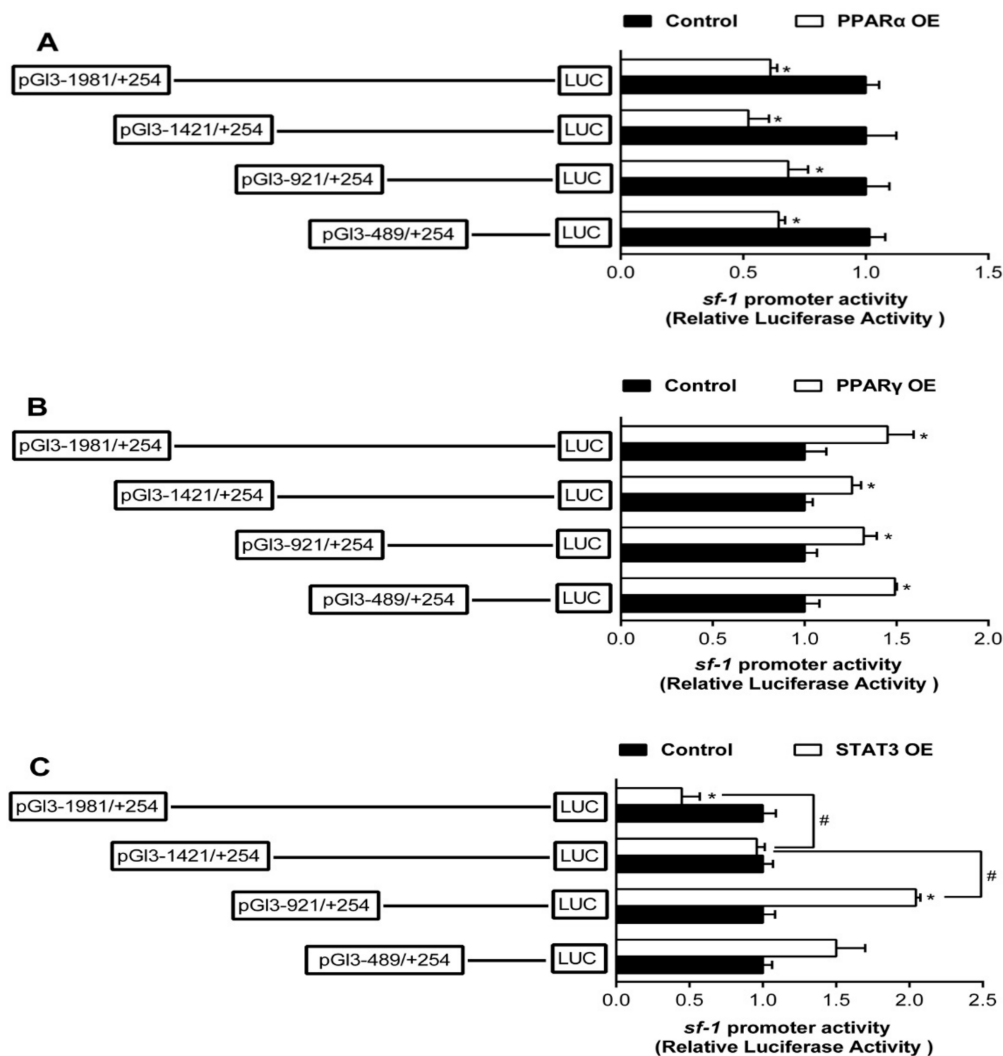 A
Control PPARα OE
pGl3-1981/+254 LUC *
pGl3-1421/+254 LUC *
pGl3-921/+254 LUC *
pGl3-489/+254 LUC *
0.0 0.5 1.0 1.5
sf-1 promoter activity
(Relative Luciferase Activity )
B
Control PPARγ OE
pGl3-1981/+254 LUC *
pGl3-1421/+254 LUC *
pGl3-921/+254 LUC *
pGl3-489/+254 LUC *
0.0 0.5 1.0 1.5 2.0
sf-1 promoter activity
(Relative Luciferase Activity )
C
Control STAT3 OE
pGl3-1981/+254 LUC * #
pGl3-1421/+254 LUC #
pGl3-921/+254 LUC *
pGl3-489/+254 LUC
0.0 0.5 1.0 1.5 2.0 2.5
sf-1 promoter activity
(Relative Luciferase Activity )